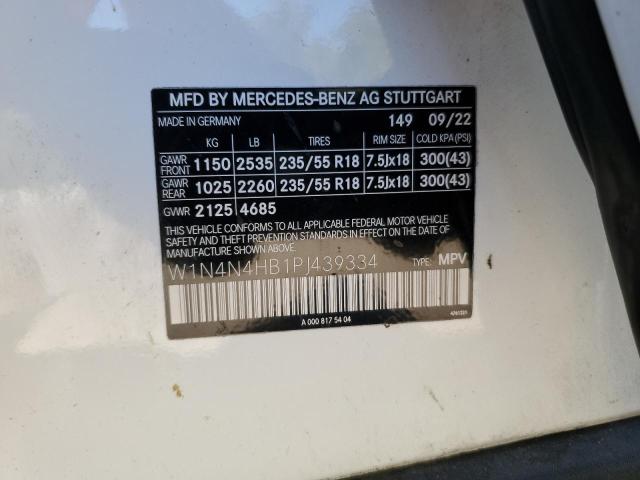 MFD BY MERCEDES-BENZ AG STUTTGART
MADE IN GERMANY 149 09/22
KG LB TIRES RIM SIZE COLD KPA (PSI)
GAWR FRONT 1150 2535 235/55 R18 7.5Jx18 300(43)
GAWR REAR 1025 2260 235/55 R18 7.5Jx18 300(43)
GVWR 2125 4685
THIS VEHICLE CONFORMS TO ALL APPLICABLE FEDERAL MOTOR VEHICLE
SAFETY AND THEFT PREVENTION STANDARDS IN EFFECT ON THE DATE OF
MANUFACTURE SHOWN ABOVE.
W1N4N4HB1PJ439334 TYPE: MPV
A 000 817 54 04